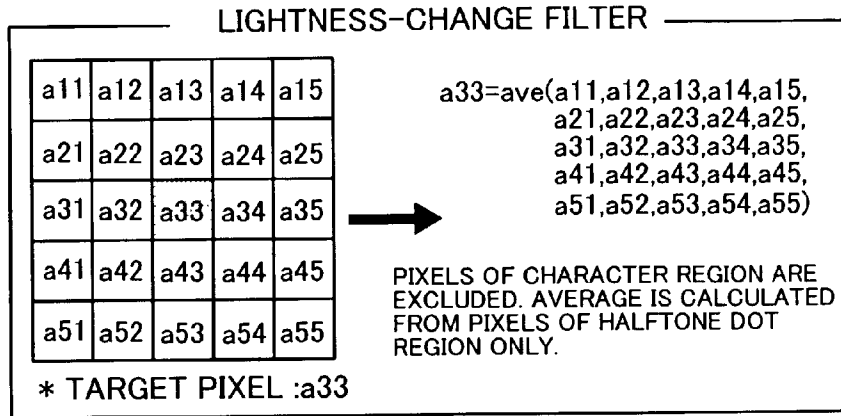 LIGHTNESS-CHANGE FILTER
a11 a12 a13 a14 a15
a21 a22 a23 a24 a25
a31 a32 a33 a34 a35
a41 a42 a43 a44 a45
a51 a52 a53 a54 a55
* TARGET PIXEL :a33
a33=ave(a11,a12,a13,a14,a15,
a21,a22,a23,a24,a25,
a31,a32,a33,a34,a35,
a41,a42,a43,a44,a45,
a51,a52,a53,a54,a55)
PIXELS OF CHARACTER REGION ARE
EXCLUDED. AVERAGE IS CALCULATED
FROM PIXELS OF HALFTONE DOT
REGION ONLY.